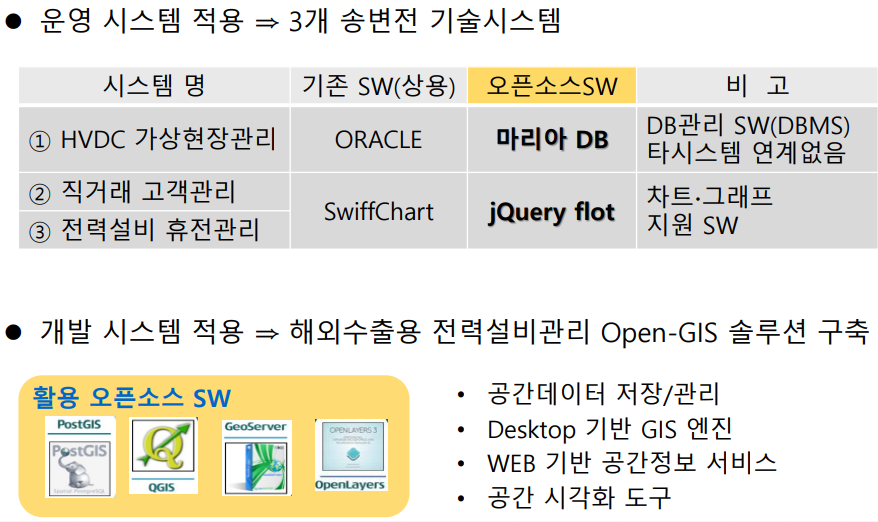 ● 운영 시스템 적용 ⇒ 3개 송변전 기술시스템
시스템 명 기존 SW(상용) 오픈소스SW 비 고
① HVDC 가상현장관리 ORACLE 마리아 DB DB관리 SW(DBMS)
타시스템 연계없음
② 직거래 고객관리 SwiffChart jQuery flot 차트·그래프
지원 SW
③ 전력설비 휴전관리
● 개발 시스템 적용 ⇒ 해외수출용 전력설비관리 Open-GIS 솔루션 구축
활용 오픈소스 SW
PostGIS
PostGIS
Spatial PostgreSQL
QGIS
GeoServer
OPENLAYERS 3
OpenLayers
• 공간데이터 저장/관리
• Desktop 기반 GIS 엔진
• WEB 기반 공간정보 서비스
• 공간 시각화 도구